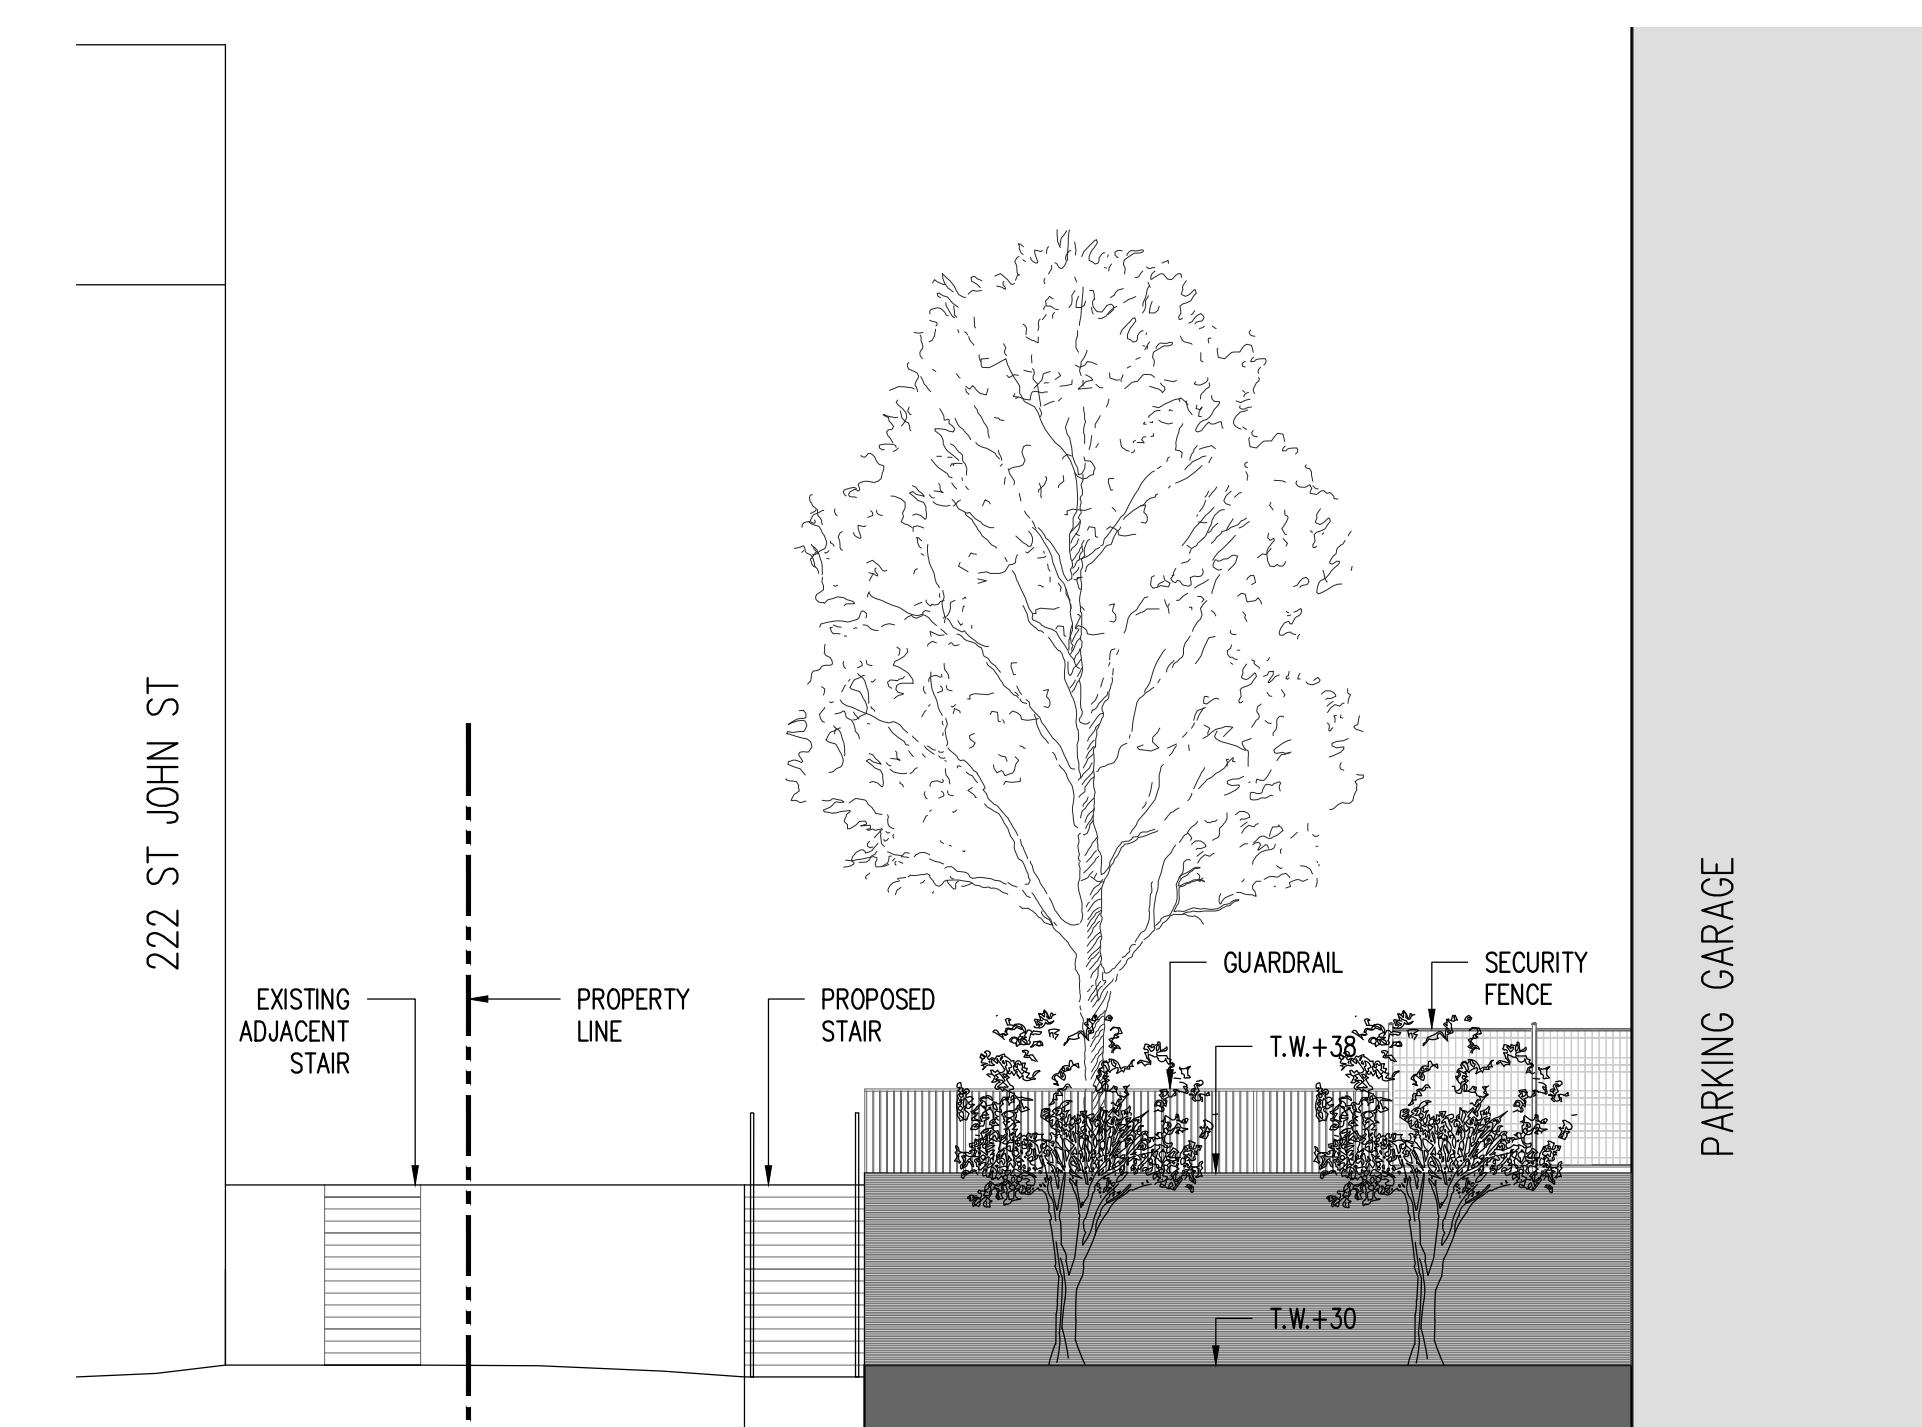 222 ST JOHN ST
EXISTING
ADJACENT
STAIR
PROPERTY
LINE
PROPOSED
STAIR
GUARDRAIL
SECURITY
FENCE
T.W.+38
T.W.+30
PARKING GARAGE